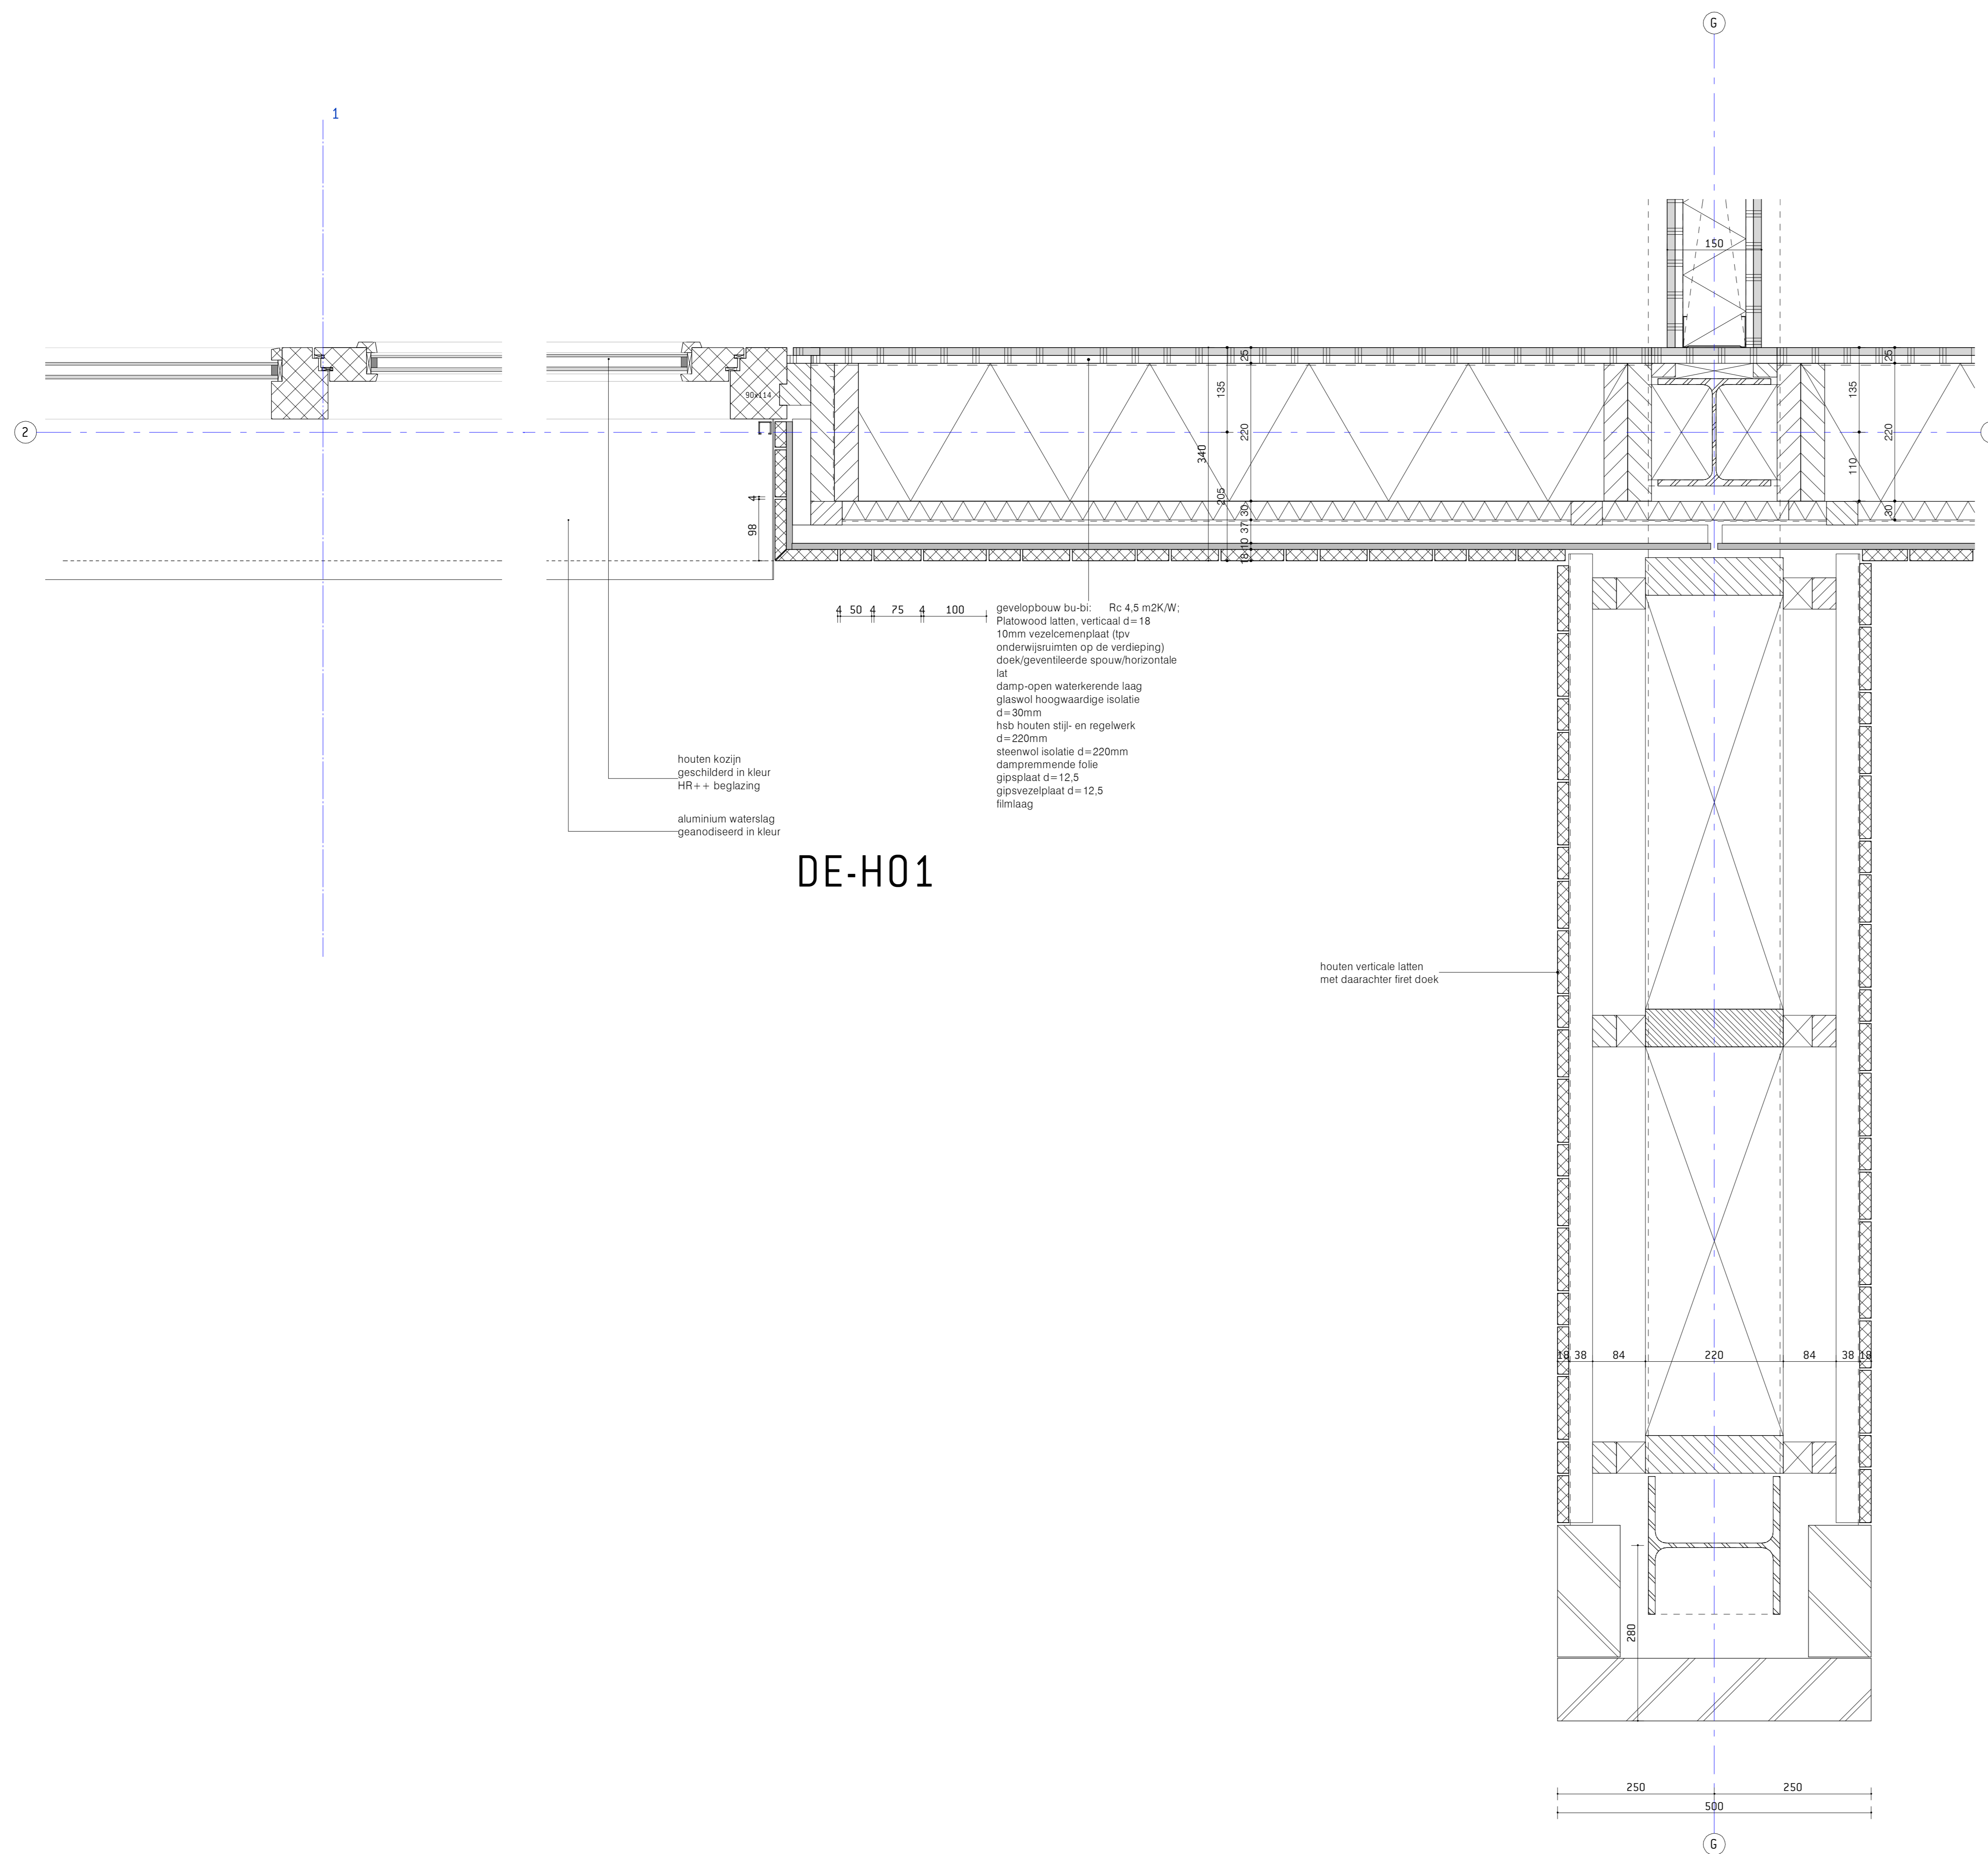 G
1
150
25
25
135
135
90x114
2
220
220
340
110
4
205
30
30
98
37
10
18
4 50 4 75 4 100
gevelopbouw bu-bi: Rc 4,5 m2K/W;
Platowood latten, verticaal d=18
10mm vezelcemenplaat (tpv
onderwijsruimten op de verdieping)
doek/geventileerde spouw/horizontale
lat
damp-open waterkerende laag
glaswol hoogwaardige isolatie
d=30mm
hsb houten stijl- en regelwerk
d=220mm
steenwol isolatie d=220mm
dampremmende folie
gipsplaat d=12,5
gipsvezelplaat d=12,5
filmlaag
houten kozijn
geschilderd in kleur
HR++ beglazing
aluminium waterslag
geanodiseerd in kleur
DE-H01
houten verticale latten
met daarachter firet doek
18 38 84 220 84 38 18
280
250 250
500
G